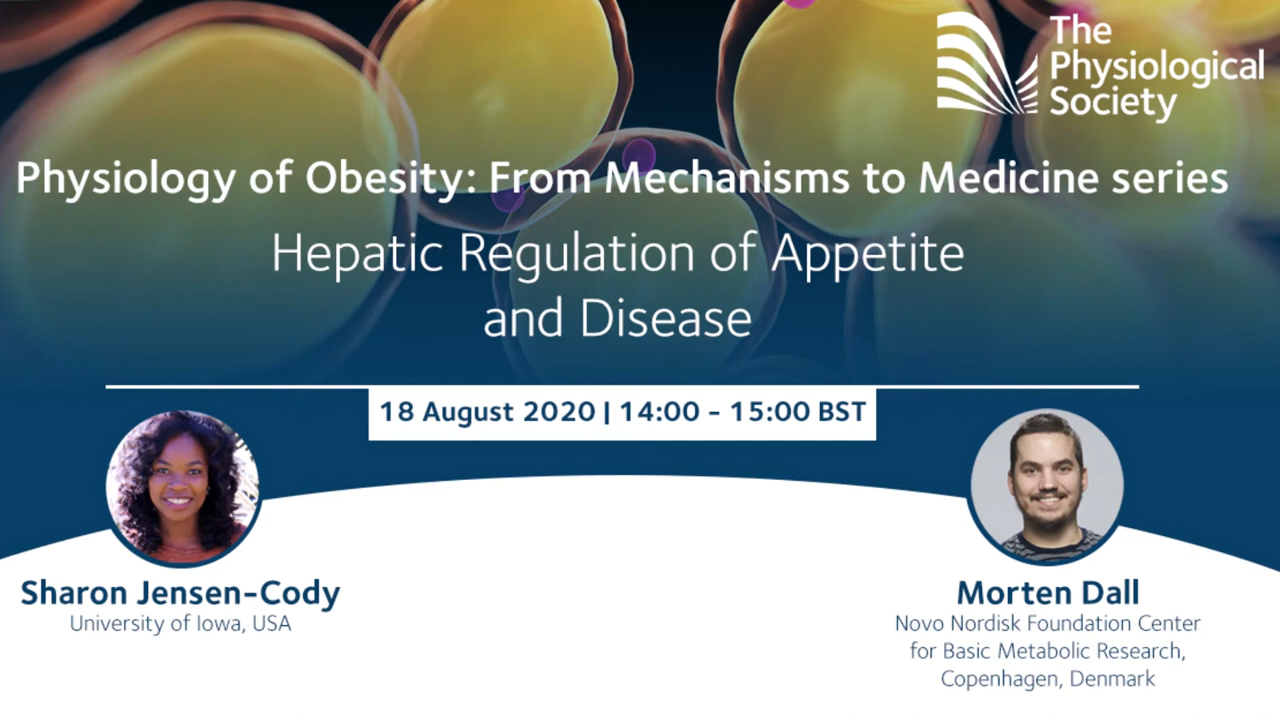 The
Physiological
Society
Physiology of Obesity: From Mechanisms to Medicine series
Hepatic Regulation of Appetite
and Disease
18 August 2020 | 14:00 - 15:00 BST
Sharon Jensen-Cody
University of Iowa, USA
Morten Dall
Novo Nordisk Foundation Center
for Basic Metabolic Research,
Copenhagen, Denmark